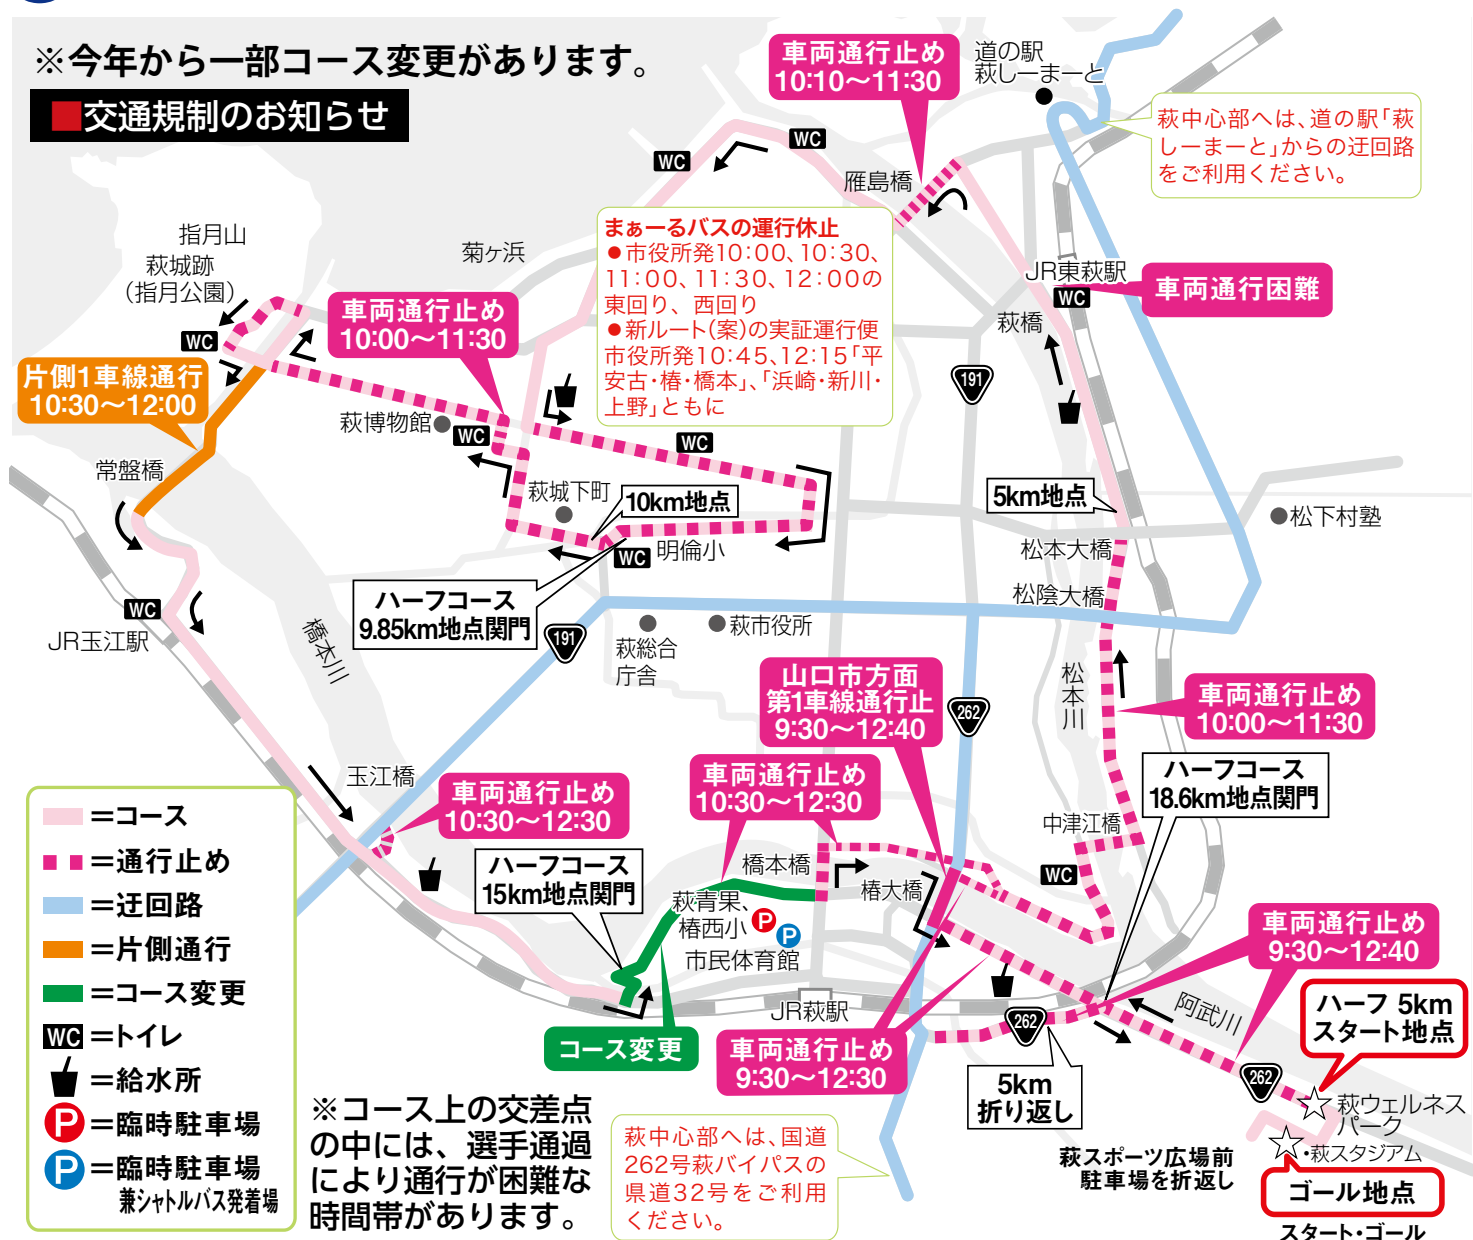 ※今年から一部コース変更があります。
■交通規制のお知らせ
車両通行止め
10:10～11:30
道の駅
萩しーまーと
萩中心部へは、道の駅「萩
しーまーと」からの迂回路
をご利用ください。
WC
WC
雁島橋
指月山
萩城跡
（指月公園）
菊ヶ浜
まぁーるバスの運行休止
●市役所発10:00、10:30、
11:00、11:30、12:00の
東回り、西回り
●新ルート（案）の実証運行便
市役所発10:45、12:15「平
安古・椿・橋本」、「浜崎・新川・
上野」ともに
JR東萩駅
WC
車両通行困難
萩橋
車両通行止め
10:00～11:30
WC
片側1車線通行
10:30～12:00
191
萩博物館
WC
WC
常盤橋
萩城下町
10km地点
5km地点
松下村塾
WC
明倫小
松本大橋
ハーフコース
9.85km地点関門
松陰大橋
WC
JR玉江駅
橋本川
191
萩総合
庁舎
萩市役所
山口市方面
第1車線通行止
9:30～12:40
262
松本川
車両通行止め
10:00～11:30
玉江橋
車両通行止め
10:30～12:30
車両通行止め
10:30～12:30
ハーフコース
18.6km地点関門
中津江橋
ハーフコース
15km地点関門
橋本橋
椿大橋
WC
萩青果、
椿西小
P
P
市民体育館
車両通行止め
9:30～12:40
JR萩駅
阿武川
262
コース変更
車両通行止め
9:30～12:30
5km
折り返し
262
ハーフ 5km
スタート地点
萩ウェルネス
パーク
・萩スタジアム
萩スポーツ広場前
駐車場を折返し
ゴール地点
スタート・ゴール
＝コース
＝通行止め
＝迂回路
＝片側通行
＝コース変更
WC＝トイレ
＝給水所
P＝臨時駐車場
P＝臨時駐車場
兼シャトルバス発着場
※コース上の交差点
の中には、選手通過
により通行が困難な
時間帯があります。
萩中心部へは、国道
262号萩バイパスの
県道32号をご利用
ください。